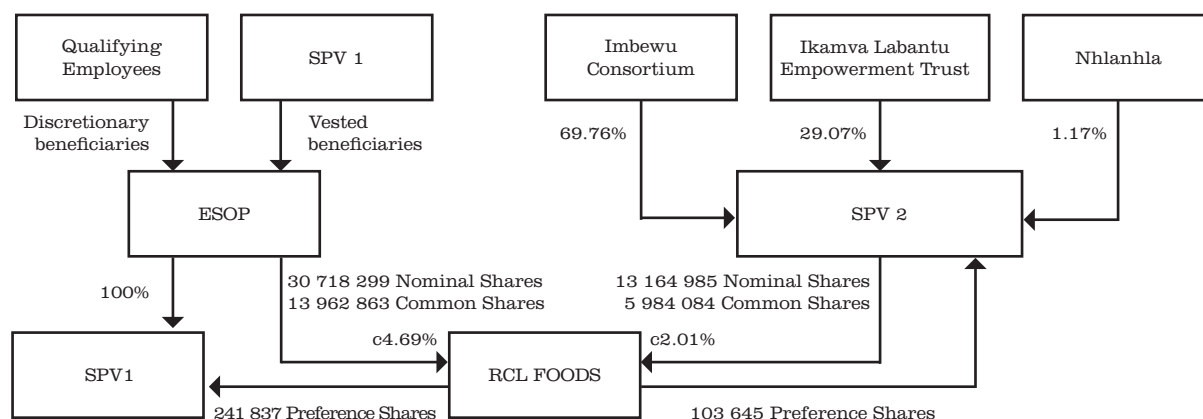 Qualifying
Employees
SPV 1
Imbewu
Consortium
Ikamva Labantu
Empowerment Trust
Nhlanhla
Discretionary
beneficiaries
Vested
beneficiaries
69.76%
29.07%
1.17%
ESOP
SPV 2
100%
30 718 299 Nominal Shares
13 962 863 Common Shares
13 164 985 Nominal Shares
5 984 084 Common Shares
c4.69%
c2.01%
SPV1
RCL FOODS
241 837 Preference Shares
103 645 Preference Shares